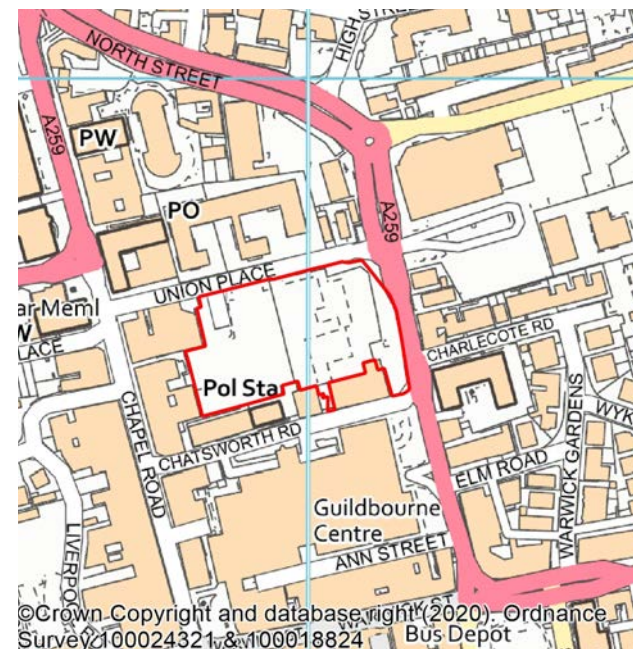 NORTH STREET
HIGH STREET
A259
PW
PO
A259
UNION PLACE
ar Meml
W
LACE
CHARLECOTE RD
Pol Sta
CHATSWORTH RD
CHAPEL ROAD
ELM ROAD
WARWICK GARDENS
WYK
LIVERPO
Guildbourne
Centre
ANN STREET
©Crown Copyright and database right (2020). Ordnance
Survey 100024321 & 100018824
Bus Depot